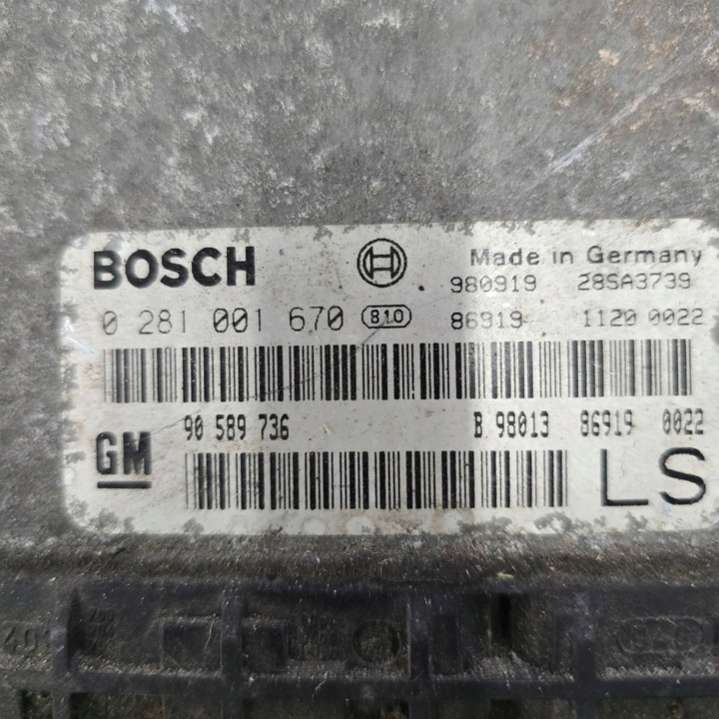 BOSCH Made in Germany
980919 28SA3739
0 281 001 670 810 86919 1120 0022
GM 90 589 736 B 98013 86919 0022
LS
401